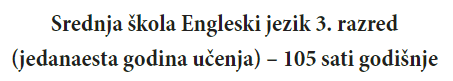 Srednja škola Engleski jezik 3. razred
(jedanaesta godina učenja) – 105 sati godišnje